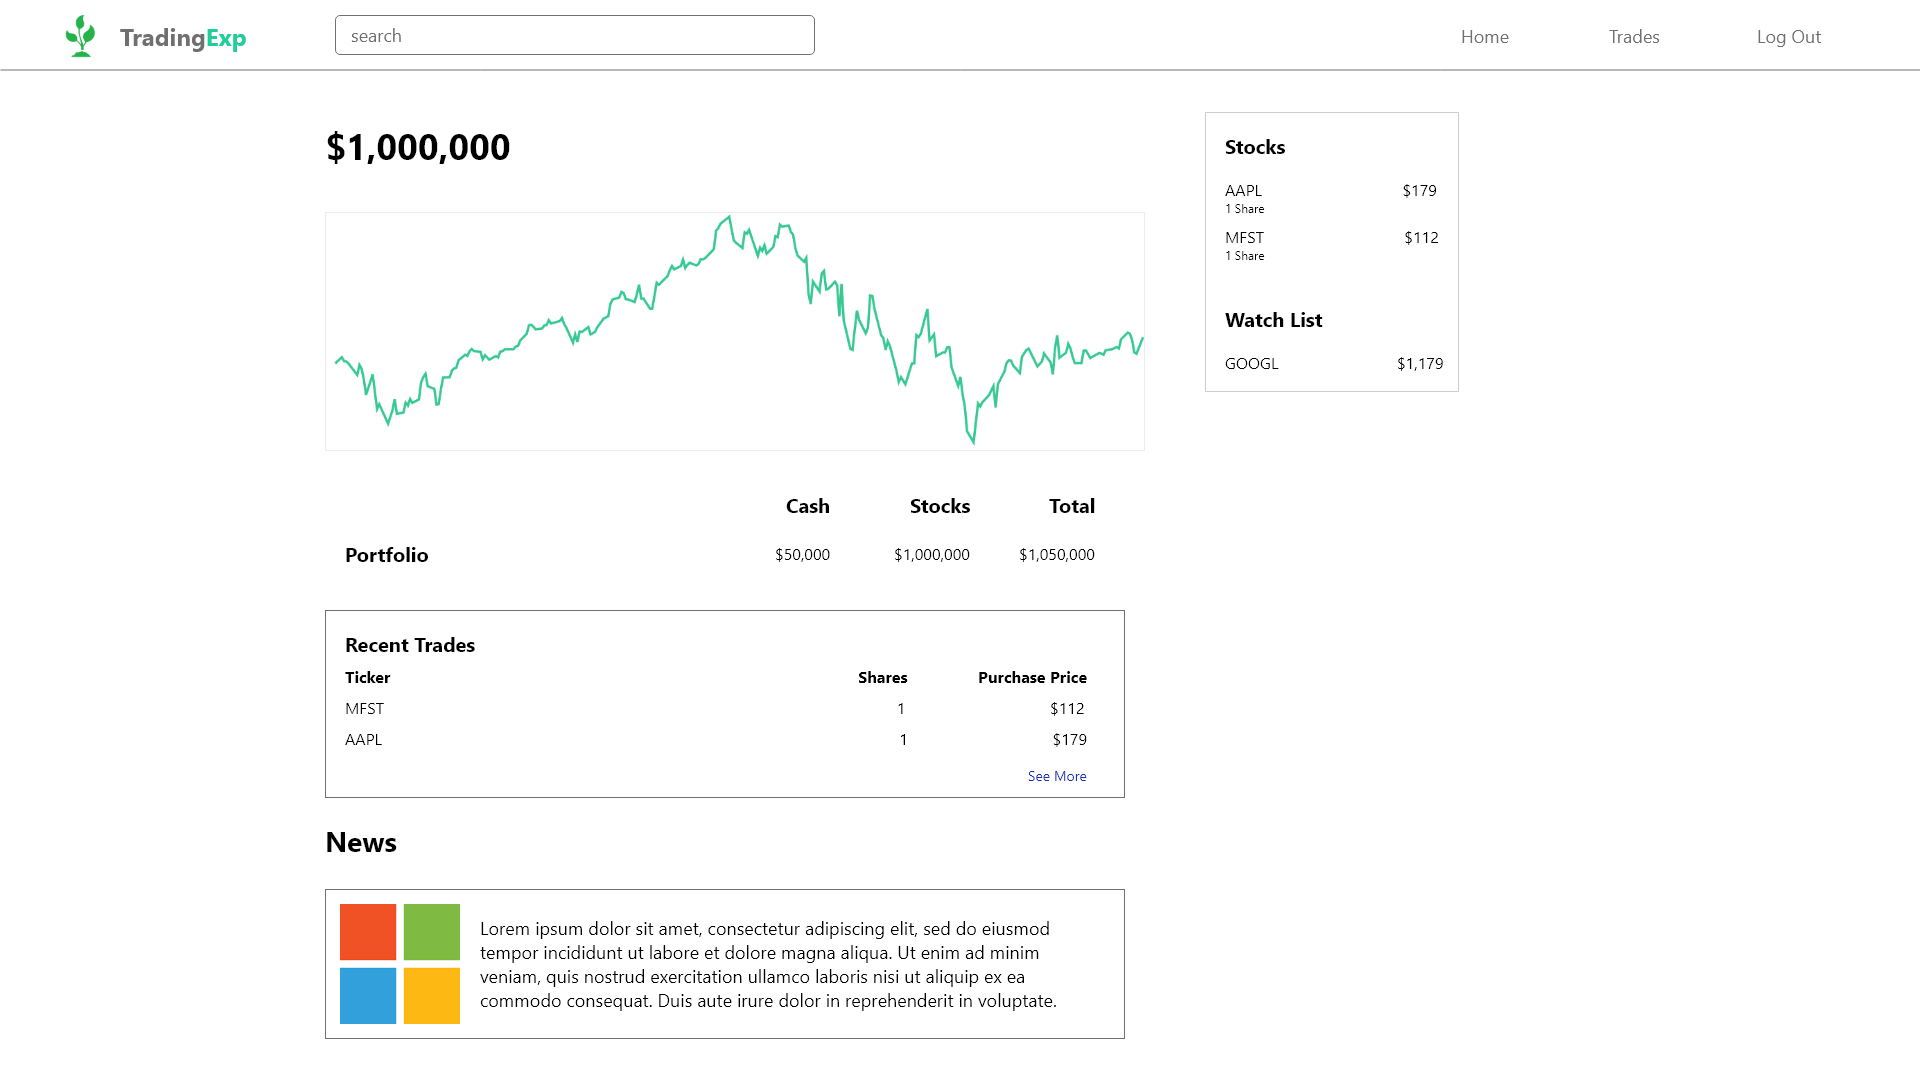 TradingExp
search
Home Trades Log Out
$1,000,000
Stocks
AAPL $179
1 Share
MFST $112
1 Share
Watch List
GOOGL $1,179
Cash Stocks Total
Portfolio $50,000 $1,000,000 $1,050,000
Recent Trades
Ticker Shares Purchase Price
MFST 1 $112
AAPL 1 $179
See More
News
Lorem ipsum dolor sit amet, consectetur adipiscing elit, sed do eiusmod
tempor incididunt ut labore et dolore magna aliqua. Ut enim ad minim
veniam, quis nostrud exercitation ullamco laboris nisi ut aliquip ex ea
commodo consequat. Duis aute irure dolor in reprehenderit in voluptate.